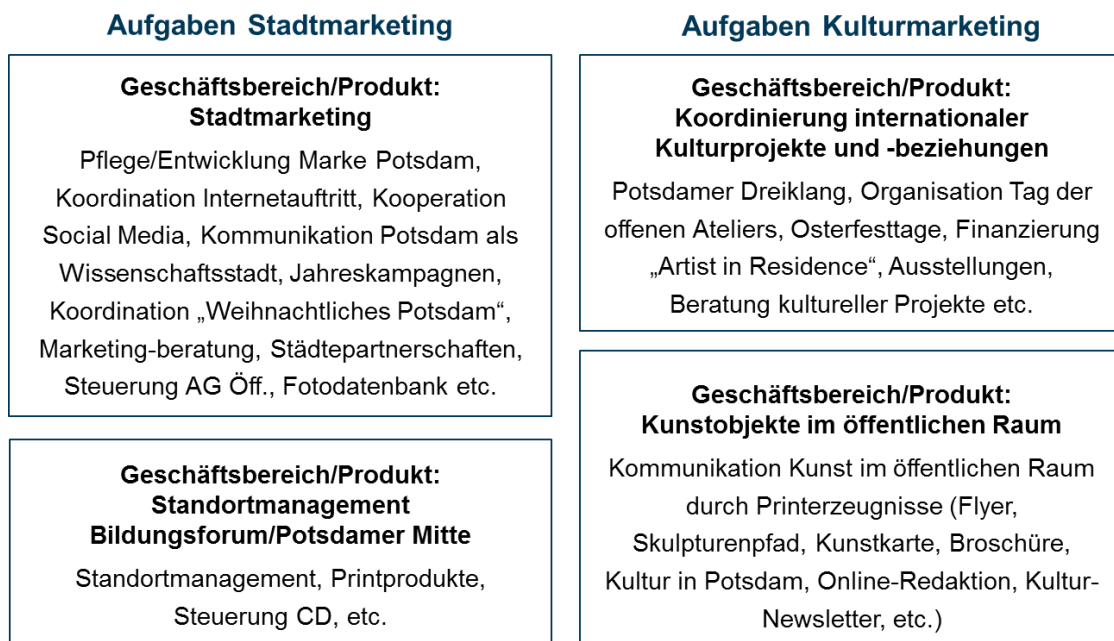 Aufgaben Stadtmarketing
Geschäftsbereich/Produkt:
Stadtmarketing
Pflege/Entwicklung Marke Potsdam,
Koordination Internetauftritt, Kooperation
Social Media, Kommunikation Potsdam als
Wissenschaftsstadt, Jahreskampagnen,
Koordination „Weihnachtliches Potsdam“,
Marketing-beratung, Städtepartnerschaften,
Steuerung AG Öff., Fotodatenbank etc.
Geschäftsbereich/Produkt:
Standortmanagement
Bildungsforum/Potsdamer Mitte
Standortmanagement, Printprodukte,
Steuerung CD, etc.
Aufgaben Kulturmarketing
Geschäftsbereich/Produkt:
Koordinierung internationaler
Kulturprojekte und -beziehungen
Potsdamer Dreiklang, Organisation Tag der
offenen Ateliers, Osterfesttage, Finanzierung
„Artist in Residence“, Ausstellungen,
Beratung kultureller Projekte etc.
Geschäftsbereich/Produkt:
Kunstobjekte im öffentlichen Raum
Kommunikation Kunst im öffentlichen Raum
durch Printerzeugnisse (Flyer,
Skulpturenpfad, Kunstkarte, Broschüre,
Kultur in Potsdam, Online-Redaktion, Kultur-
Newsletter, etc.)